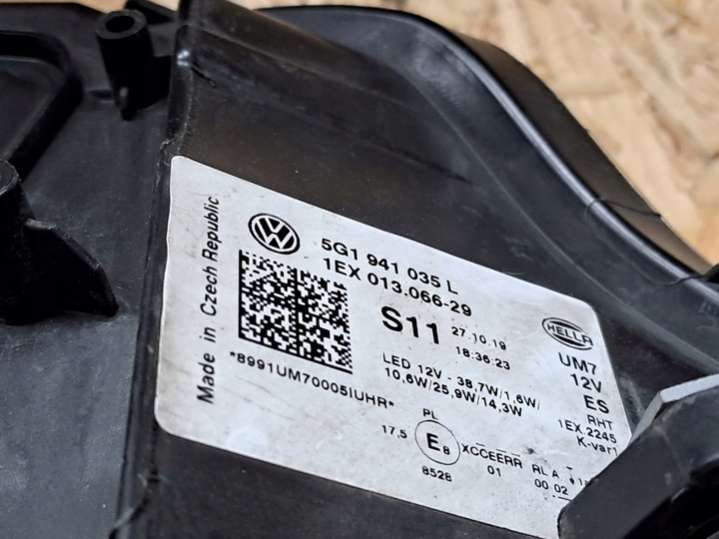 Made in Czech Republic
5G1 941 035 L
1EX 013.066-29
S11 27.10.19
18:36:23
HELLA
UM7
12V
ES
RHT
1EX.2245
K-var1
*8991UM70005IUHR*
LED 12V - 38,7W/1,6W/
10,6W/25,9W/14,3W
PL
17,5 E8 XCCEERR RL A
8528 01 00 02